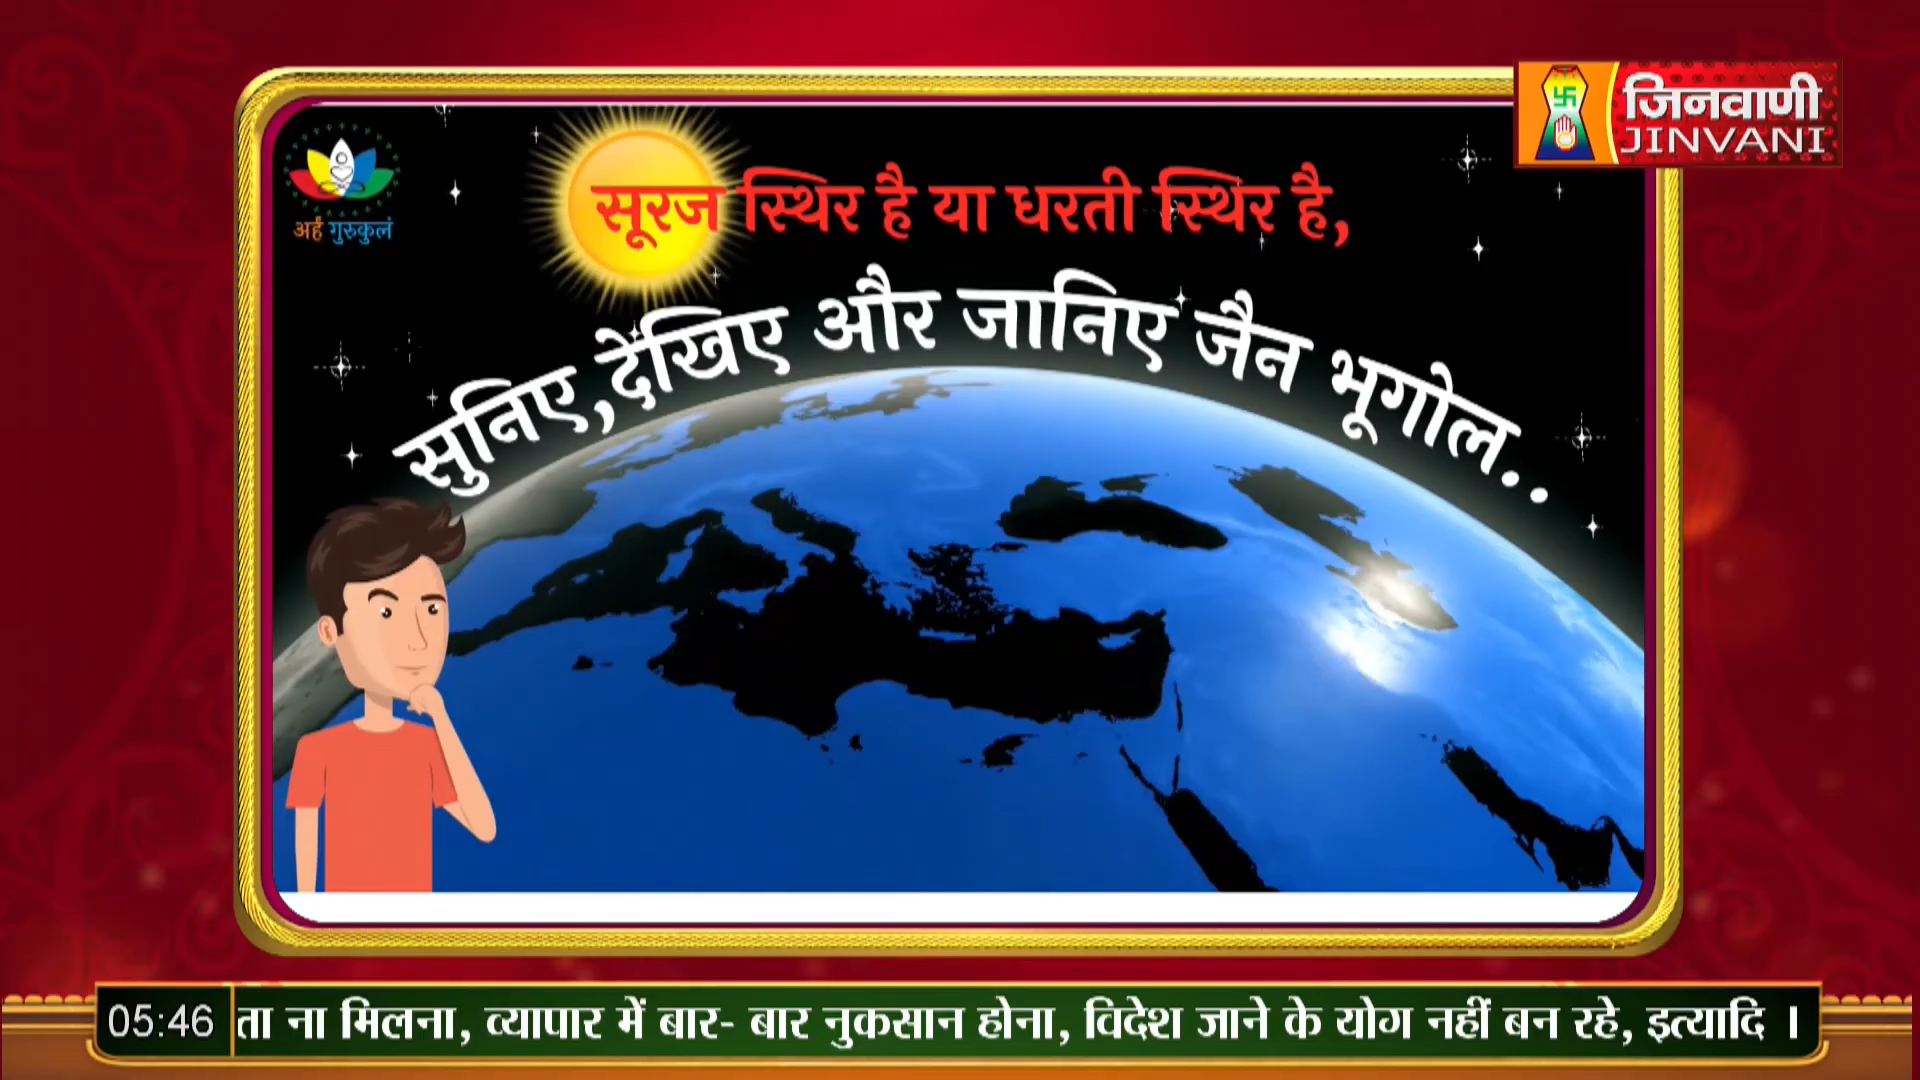 जिनवाणी
JINVANI
अर्हं गुरुकुलं
सूरज स्थिर है या धरती स्थिर है,
सुनिए,देखिए और जानिए जैन भूगोल..
05:46 ता ना मिलना, व्यापार में बार- बार नुकसान होना, विदेश जाने के योग नहीं बन रहे, इत्यादि ।